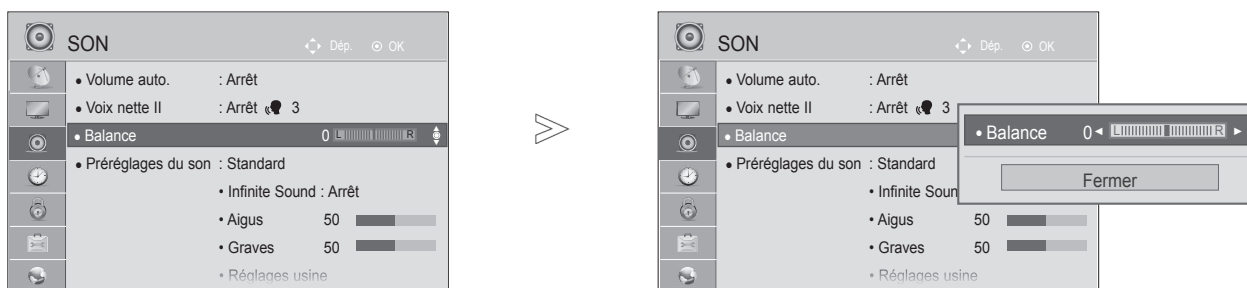 SON Dép. OK
• Volume auto. : Arrêt
• Voix nette II : Arrêt 3
• Balance 0 L R
• Préréglages du son : Standard
• Infinite Sound : Arrêt
• Aigus 50
• Graves 50
• Réglages usine
SON Dép. OK
• Volume auto. : Arrêt
• Voix nette II : Arrêt 3
• Balance
• Préréglages du son : Standard
• Infinite Soun
• Aigus 50
• Graves 50
• Réglages usine
• Balance 0 L R
Fermer